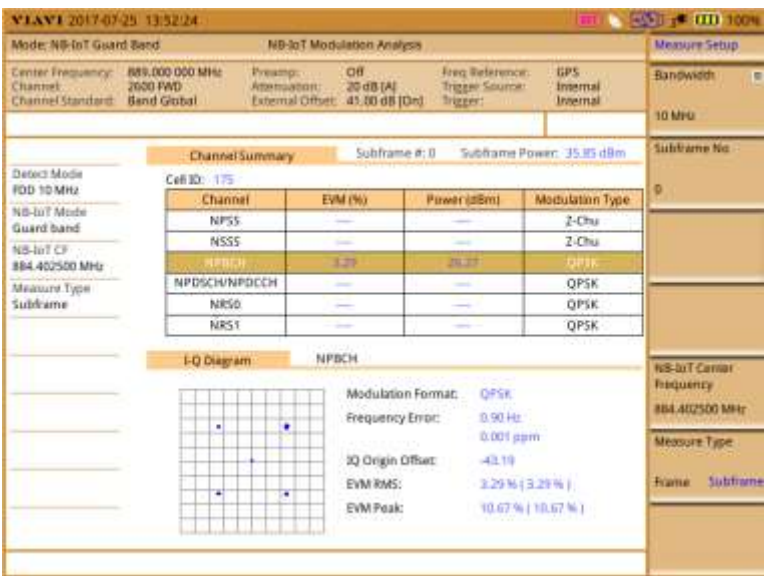 VIAVI 2017-07-25 13:52:24 100%
Mode: NB-IoT Guard Band NB-IoT Modulation Analysis Measure Setup
Center Frequency: 889.000 000 MHz Preamp: Off Freq Reference: GPS
Channel: 2600 FWD Attenuation: 20 dB [A] Trigger Source: Internal
Channel Standard: Band Global External Offset: 41.00 dB [On] Trigger: Internal
Bandwidth
10 MHz
Channel Summary Subframe #: 0 Subframe Power: 35.85 dBm
Subframe No
0
Detect Mode
FDD 10 MHz
NB-IoT Mode
Guard band
NB-IoT CF
884.402500 MHz
Measure Type
Subframe
Cell ID: 175
Channel EVM (%) Power (dBm) Modulation Type
NPSS --- --- Z-Chu
NSSS --- --- Z-Chu
NPBCH 3.29 QPSK
NPDSCH/NPDCCH --- --- QPSK
NRS0 --- --- QPSK
NRS1 --- --- QPSK
I-Q Diagram NPBCH
Modulation Format: QPSK
Frequency Error: 0.90 Hz
0.001 ppm
IQ Origin Offset: -43.19
EVM RMS: 3.29 % ( 3.29 % )
EVM Peak: 10.67 % ( 10.67 % )
NB-IoT Center
Frequency
884.402500 MHz
Measure Type
Frame Subframe